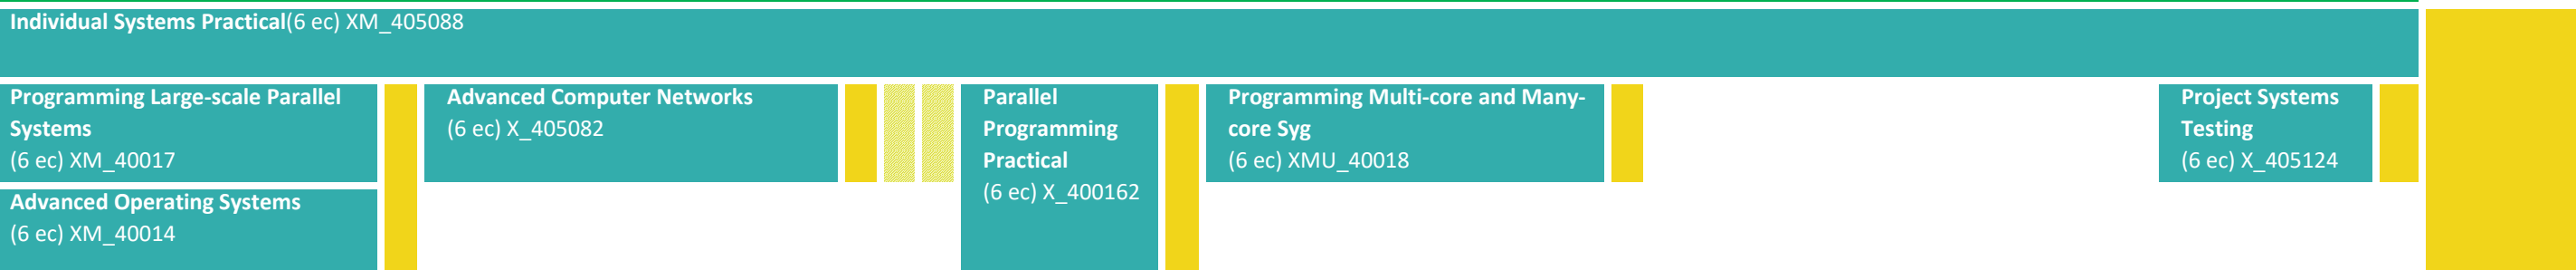 Individual Systems Practical(6 ec) XM_405088
Programming Large-scale Parallel
Systems
(6 ec) XM_40017
Advanced Computer Networks
(6 ec) X_405082
Parallel
Programming
Practical
(6 ec) X_400162
Programming Multi-core and Many-
core Syg
(6 ec) XMU_40018
Project Systems
Testing
(6 ec) X_405124
Advanced Operating Systems
(6 ec) XM_40014